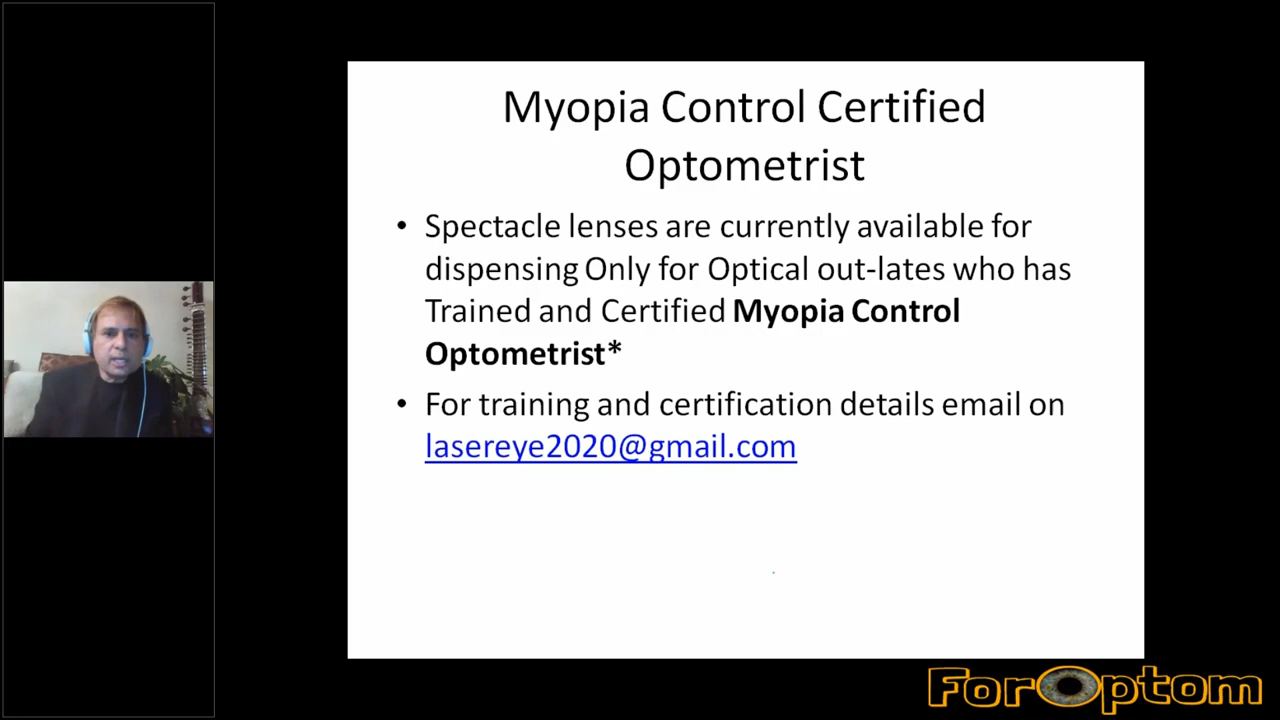 Myopia Control Certified
Optometrist
• Spectacle lenses are currently available for
dispensing Only for Optical out-lates who has
Trained and Certified Myopia Control
Optometrist*
• For training and certification details email on
lasereye2020@gmail.com
ForOptom